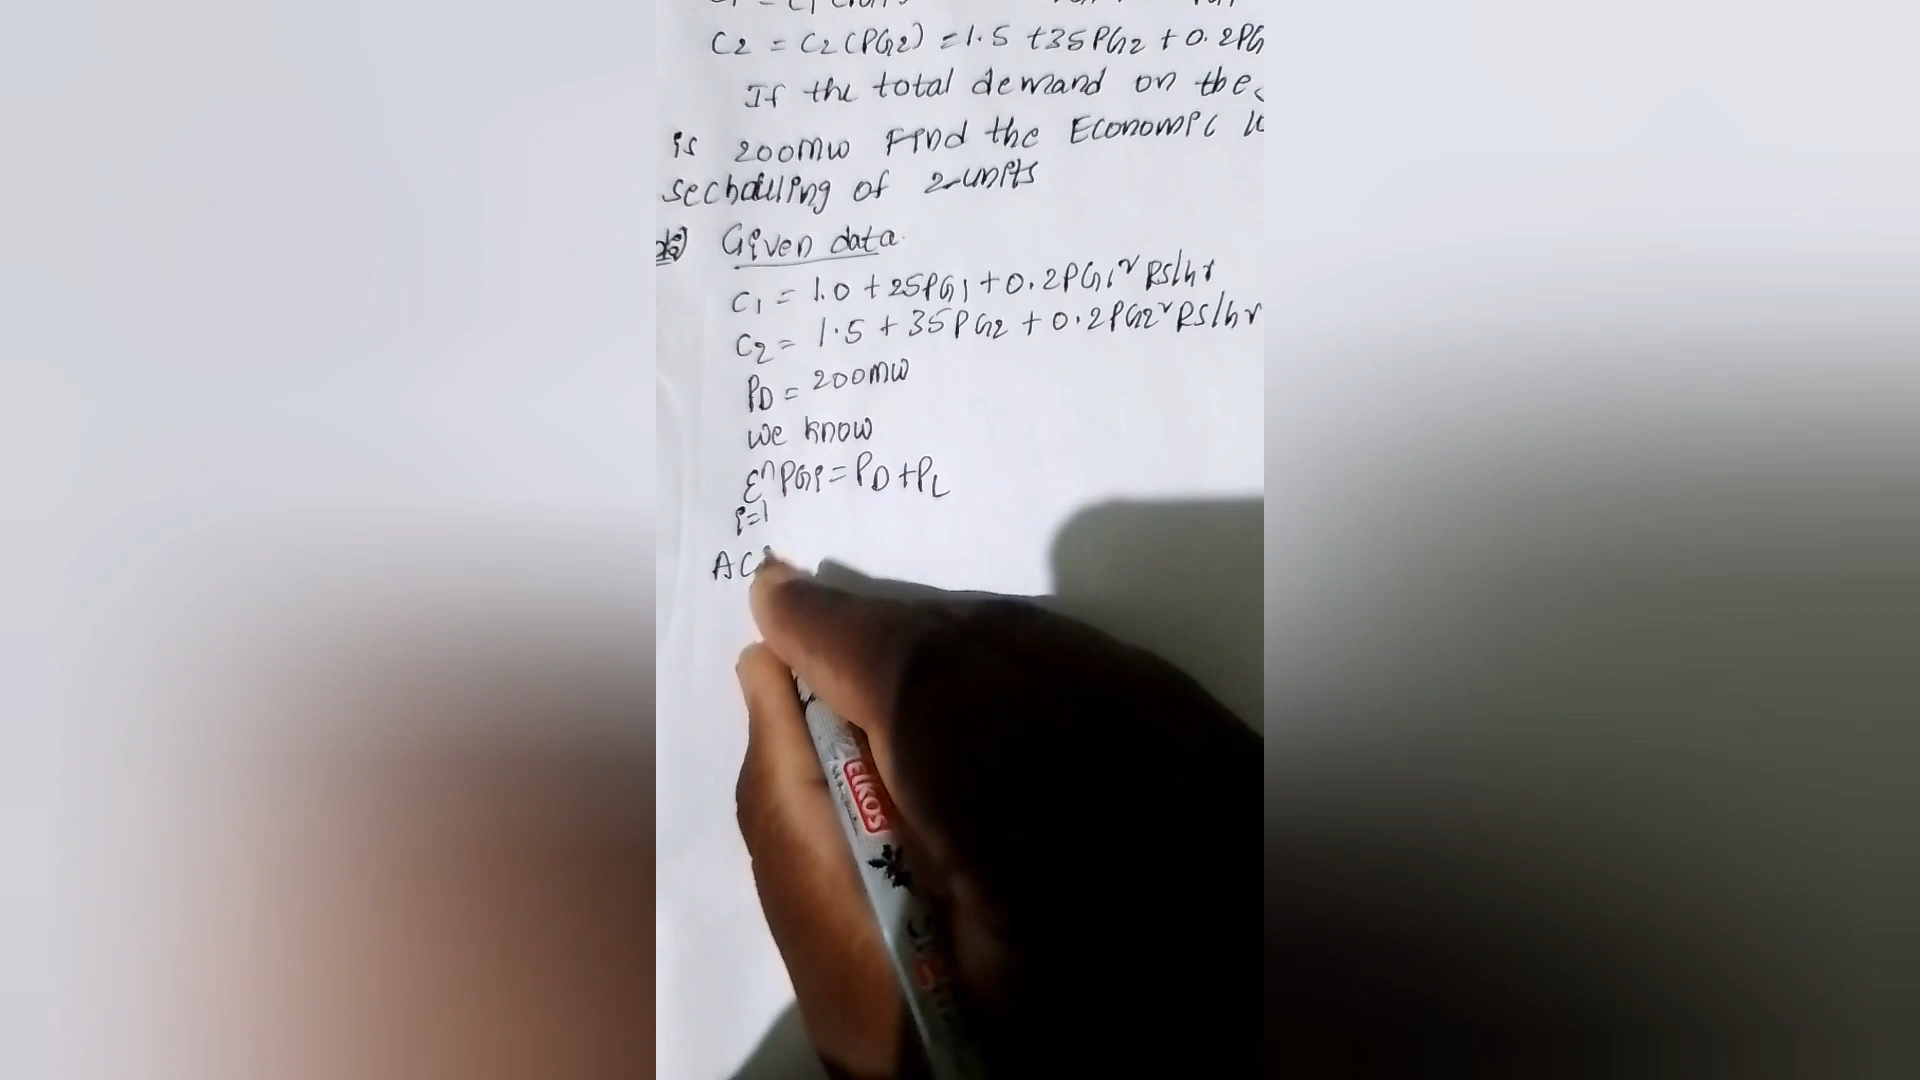 C2 = C2 (PG2) = 1.5 +35PG2 + 0.2PG
If the total demand on the
is 200MW Find the Economic
of 2-units
Given data.
C1 = 1.0 + 25PG1 + 0.2PG1² Rs/hr
C2 = 1.5 + 35PG2 + 0.2PG2² Rs/hr
PD = 200MW
we know
Σⁿ PGi = PD + PL
i=1
AC
ELKOS